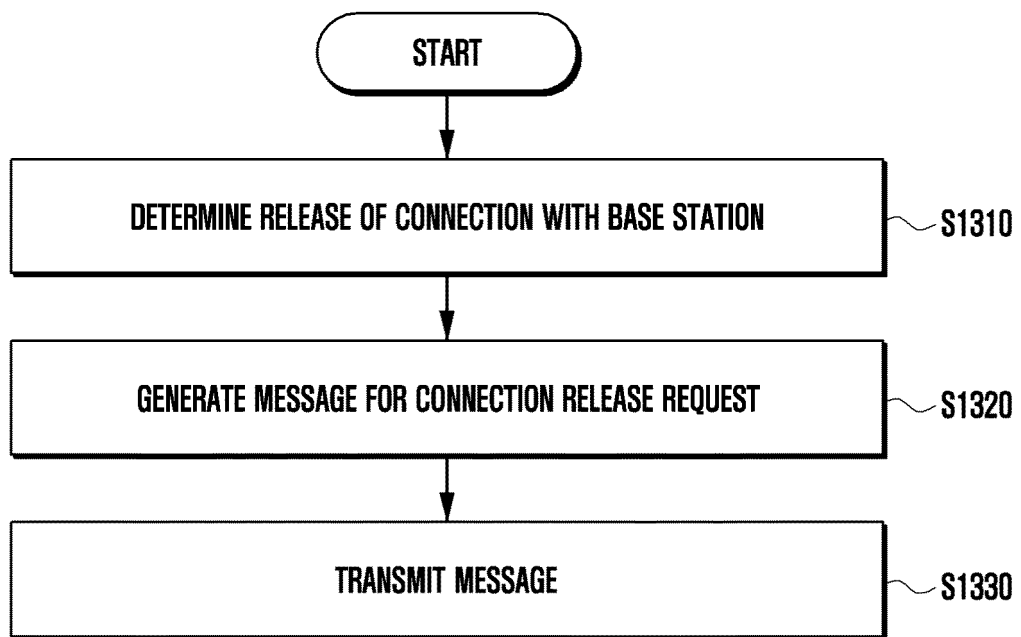 START
DETERMINE RELEASE OF CONNECTION WITH BASE STATION
S1310
GENERATE MESSAGE FOR CONNECTION RELEASE REQUEST
S1320
TRANSMIT MESSAGE
S1330